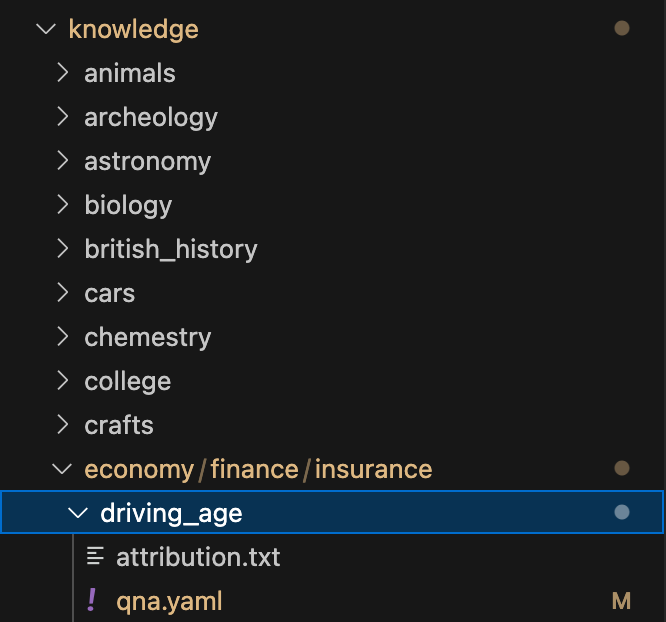 knowledge
animals
archeology
astronomy
biology
british_history
cars
chemestry
college
crafts
economy/finance/insurance
driving_age
attribution.txt
! qna.yaml M